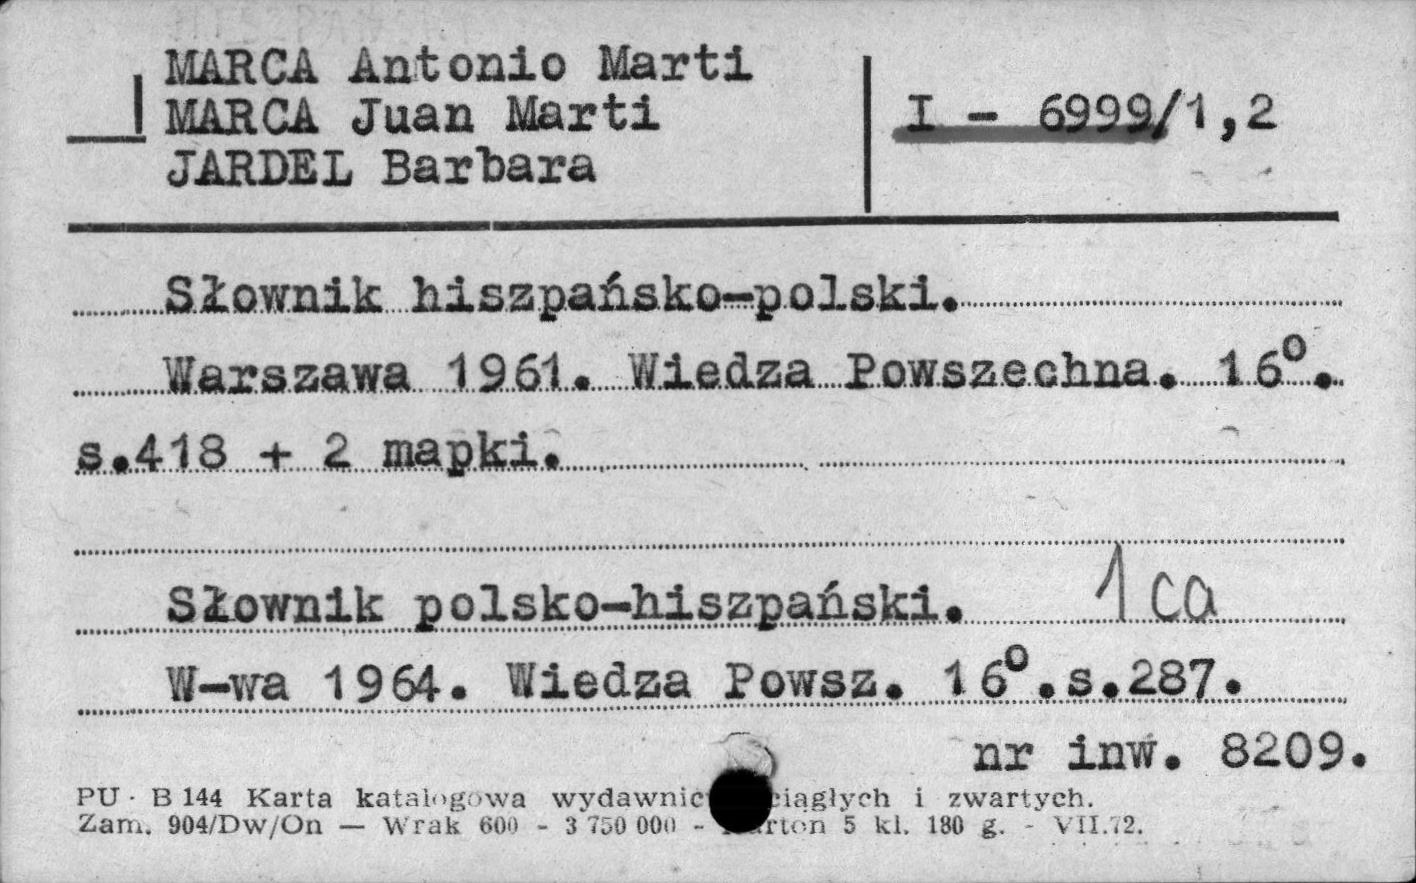 MARCA Antonio Marti
MARCA Juan Marti
JARDEL Barbara
I - 6999/1,2
Słownik hiszpańsko-polski.
Warszawa 1961. Wiedza Powszechna. 16°.
s.418 + 2 mapki.
Słownik polsko-hiszpański.
1 ca
W-wa 1964. Wiedza Powsz. 16°.s.287.
nr inw. 8209.
PU · B 144 Karta katalogowa wydawnic ciągłych i zwartych.
Zam. 904/Dw/On — Wrak 600 - 3 750 000 - Karton 5 kl. 180 g. - VII.72.